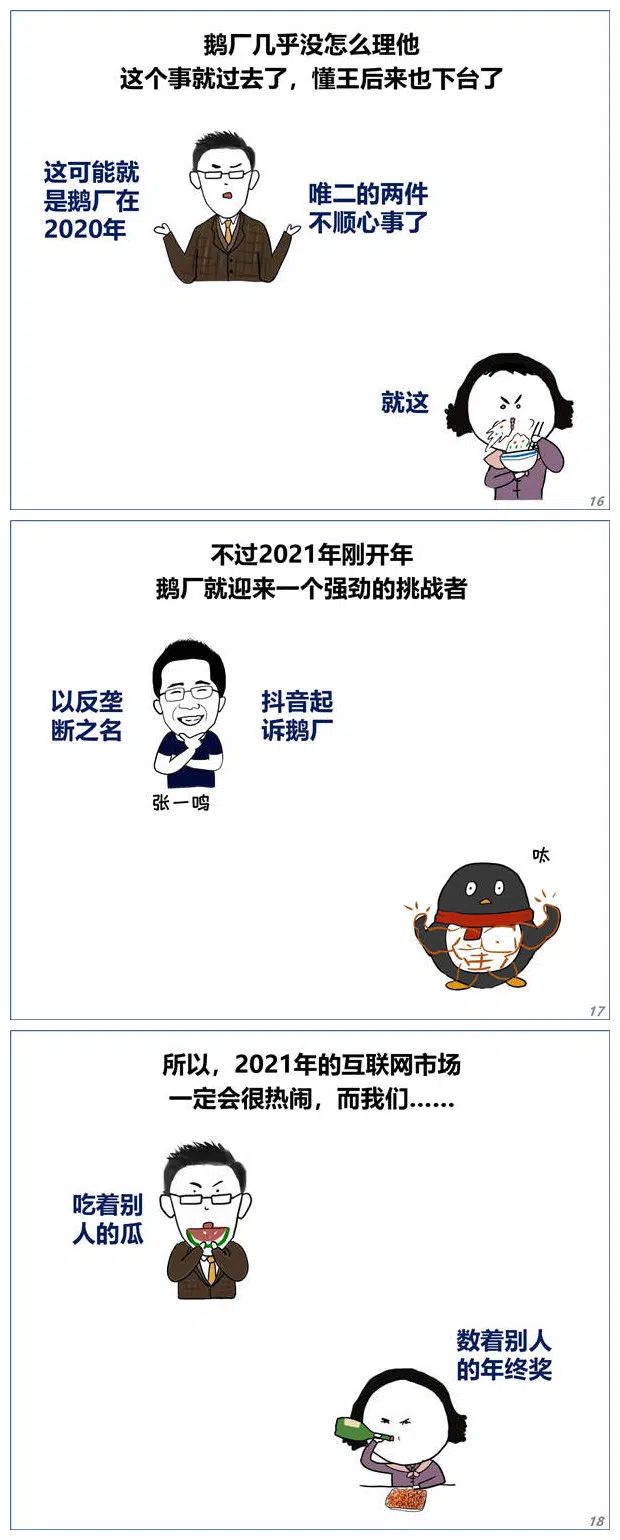 鹅厂几乎没怎么理他
这个事就过去了，懂王后来也下台了
这可能就
是鹅厂在
2020年
唯二的两件
不顺心事了
就这
16
不过2021年刚开年
鹅厂就迎来一个强劲的挑战者
以反垄
断之名
抖音起
诉鹅厂
张一鸣
呔
17
所以，2021年的互联网市场
一定会很热闹，而我们……
吃着别
人的瓜
数着别人
的年终奖
18